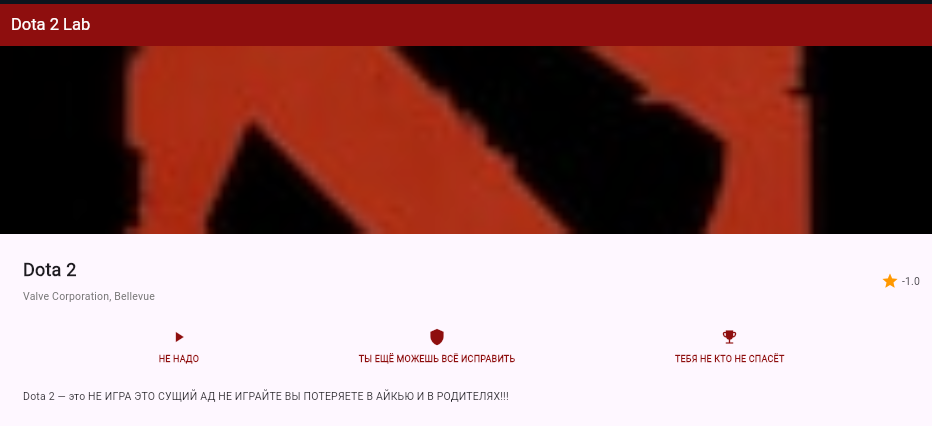 Dota 2 Lab
Dota 2
Valve Corporation, Bellevue
-1.0
НЕ НАДО
ТЫ ЕЩЁ МОЖЕШЬ ВСЁ ИСПРАВИТЬ
ТЕБЯ НЕ КТО НЕ СПАСЁТ
Dota 2 — это НЕ ИГРА ЭТО СУЩИЙ АД НЕ ИГРАЙТЕ ВЫ ПОТЕРЯЕТЕ В АЙКЬЮ И В РОДИТЕЛЯХ!!!